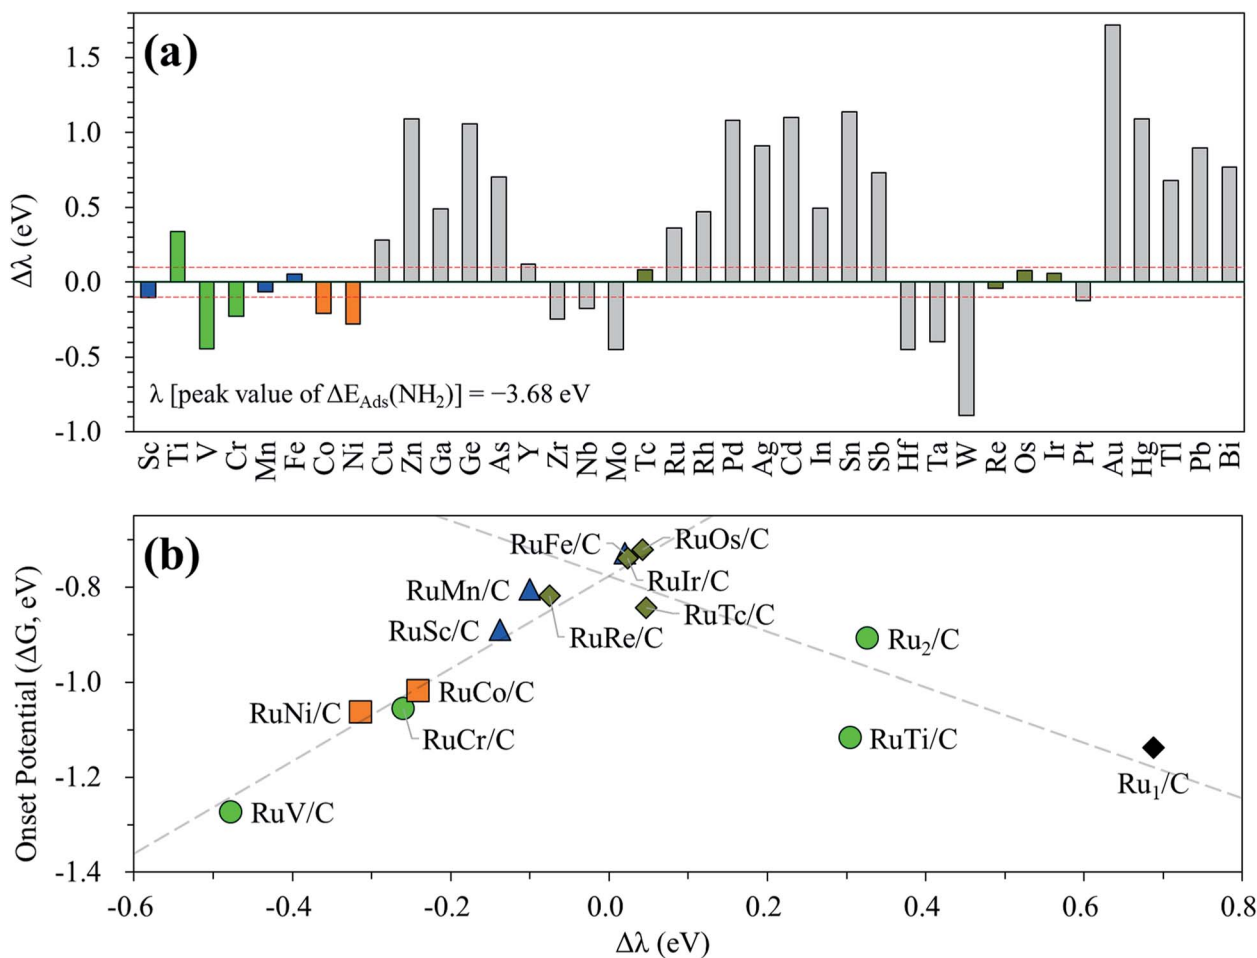 (a)
Δλ (eV)
1.5
1.0
0.5
0.0
-0.5
-1.0
λ [peak value of ΔE_Ads(NH₂)] = −3.68 eV
Sc Ti V Cr Mn Fe Co Ni Cu Zn Ga Ge As Y Zr Nb Mo Tc Ru Rh Pd Ag Cd In Sn Sb Hf Ta W Re Os Ir Pt Au Hg Tl Pb Bi
(b)
Onset Potential (ΔG, eV)
-0.8
-1.0
-1.2
-1.4
RuFe/C
RuOs/C
RuIr/C
RuMn/C
RuTc/C
RuSc/C
RuRe/C
Ru₂/C
RuCo/C
RuNi/C
RuCr/C
RuTi/C
Ru₁/C
RuV/C
-0.6 -0.4 -0.2 0.0 0.2 0.4 0.6 0.8
Δλ (eV)